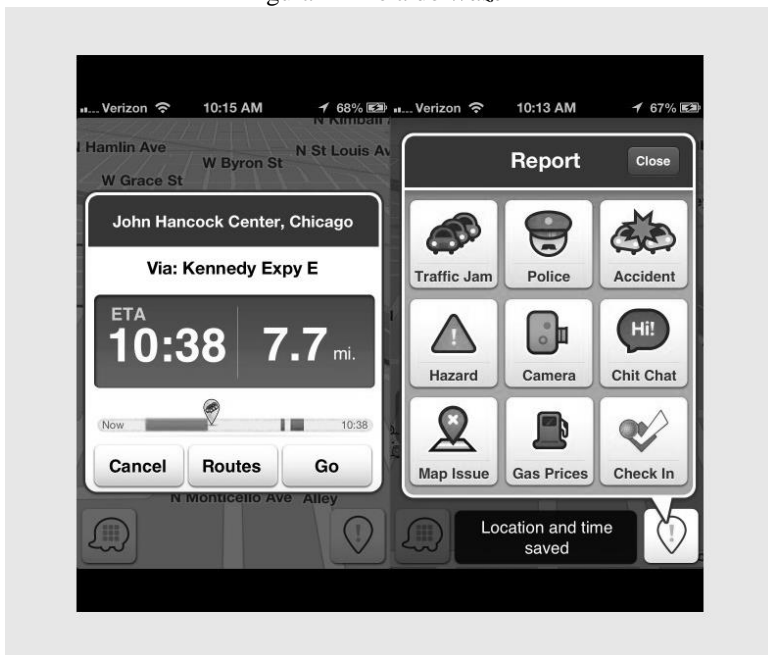 Verizon 10:15 AM 68%
N Kimball
Hamlin Ave
W Byron St
N St Louis Av
W Grace St
John Hancock Center, Chicago
Via: Kennedy Expy E
ETA
10:38 7.7 mi.
Now 10:38
Cancel Routes Go
N Monticello Ave Alley
Verizon 10:13 AM 67%
Report Close
Traffic Jam Police Accident
Hi!
Hazard Camera Chit Chat
Map Issue Gas Prices Check In
Location and time
saved